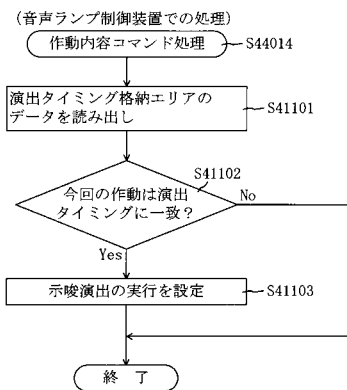 (音声ランプ制御装置での処理)
作動内容コマンド処理
S44014
演出タイミング格納エリアの
データを読み出し
S41101
S41102
今回の作動は演出
タイミングに一致?
No
Yes
示唆演出の実行を設定
S41103
終 了